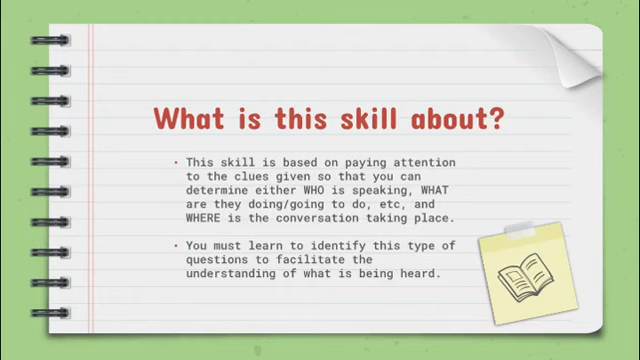 What is this skill about?
• This skill is based on paying attention
to the clues given so that you can
determine either WHO is speaking, WHAT
are they doing/going to do, etc, and
WHERE is the conversation taking place.
• You must learn to identify this type of
questions to facilitate the
understanding of what is being heard.